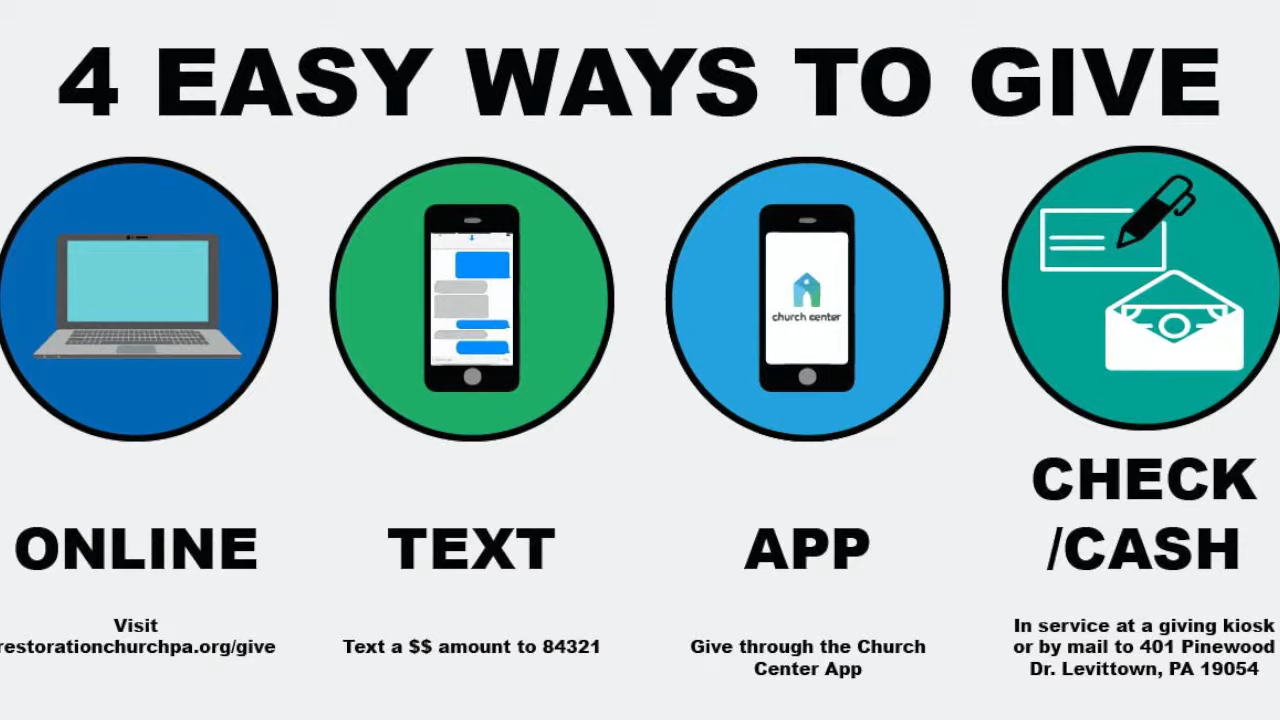 4 EASY WAYS TO GIVE
church center
ONLINE
Visit
restorationchurchpa.org/give
TEXT
Text a $$ amount to 84321
APP
Give through the Church
Center App
CHECK
/CASH
In service at a giving kiosk
or by mail to 401 Pinewood
Dr. Levittown, PA 19054